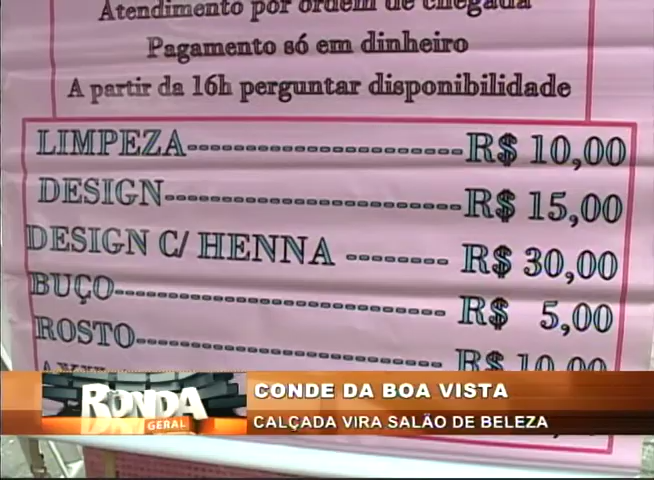 Atendimento por ordem de chegada
Pagamento só em dinheiro
A partir da 16h perguntar disponibilidade
LIMPEZA--------------------------------R$ 10,00
DESIGN----------------------------------R$ 15,00
DESIGN C/ HENNA -------- R$ 30,00
BUÇO------------------------------------ R$ 5,00
ROSTO---------------------------------- R$ 10,00
RONDA
GERAL
CONDE DA BOA VISTA
CALÇADA VIRA SALÃO DE BELEZA